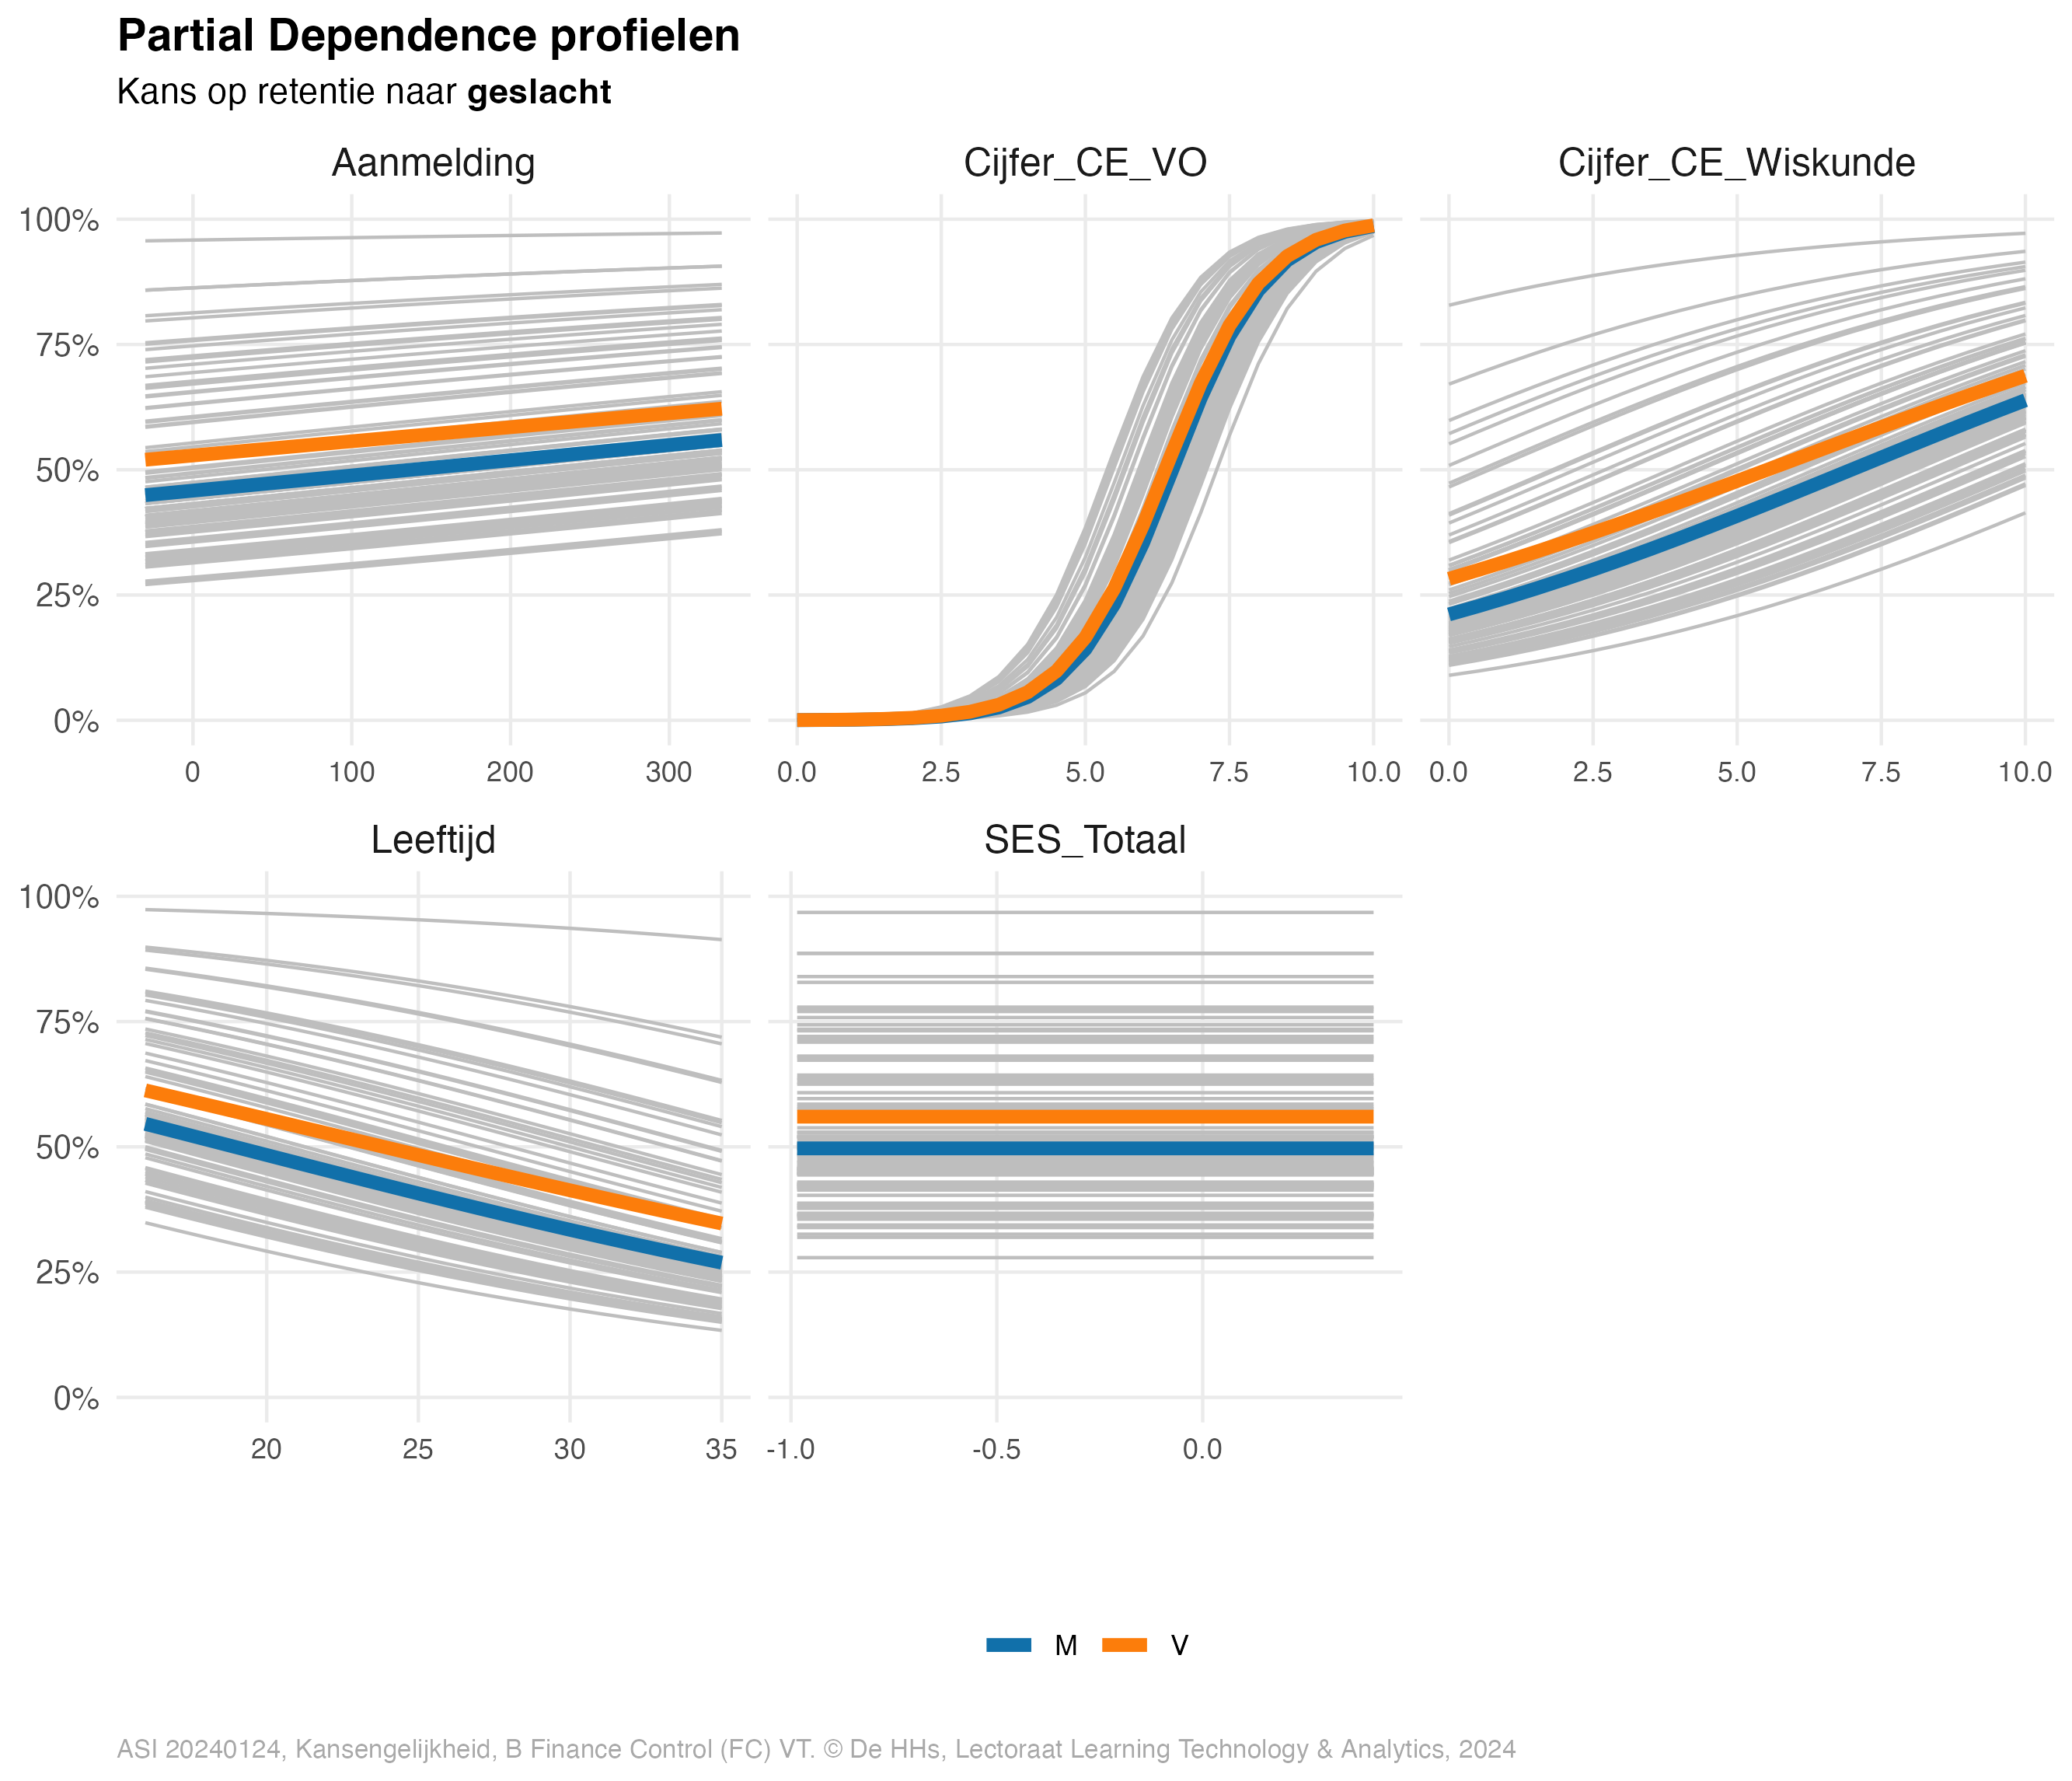 Partial Dependence profielen
Kans op retentie naar geslacht
Aanmelding
Cijfer_CE_VO
Cijfer_CE_Wiskunde
100%
75%
50%
25%
0%
0 100 200 300
0.0 2.5 5.0 7.5 10.0
0.0 2.5 5.0 7.5 10.0
Leeftijd
SES_Totaal
100%
75%
50%
25%
0%
20 25 30 35
-1.0 -0.5 0.0
M V
ASI 20240124, Kansengelijkheid, B Finance Control (FC) VT. © De HHs, Lectoraat Learning Technology & Analytics, 2024